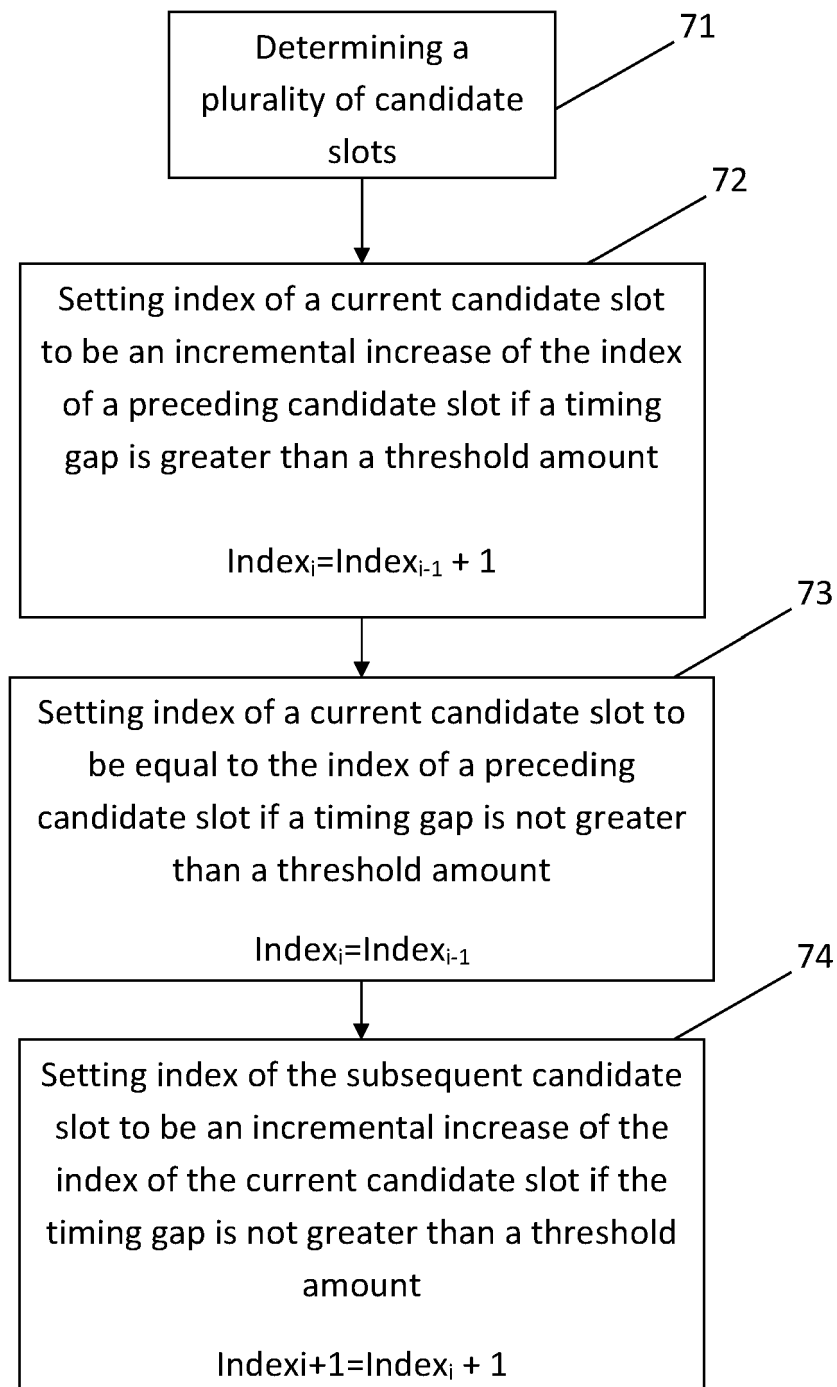 71
Determining a
plurality of candidate
slots
72
Setting index of a current candidate slot
to be an incremental increase of the index
of a preceding candidate slot if a timing
gap is greater than a threshold amount
Indexᵢ=Indexᵢ₋₁ + 1
73
Setting index of a current candidate slot to
be equal to the index of a preceding
candidate slot if a timing gap is not greater
than a threshold amount
Indexᵢ=Indexᵢ₋₁
74
Setting index of the subsequent candidate
slot to be an incremental increase of the
index of the current candidate slot if the
timing gap is not greater than a threshold
amount
Indexi+1=Indexᵢ + 1